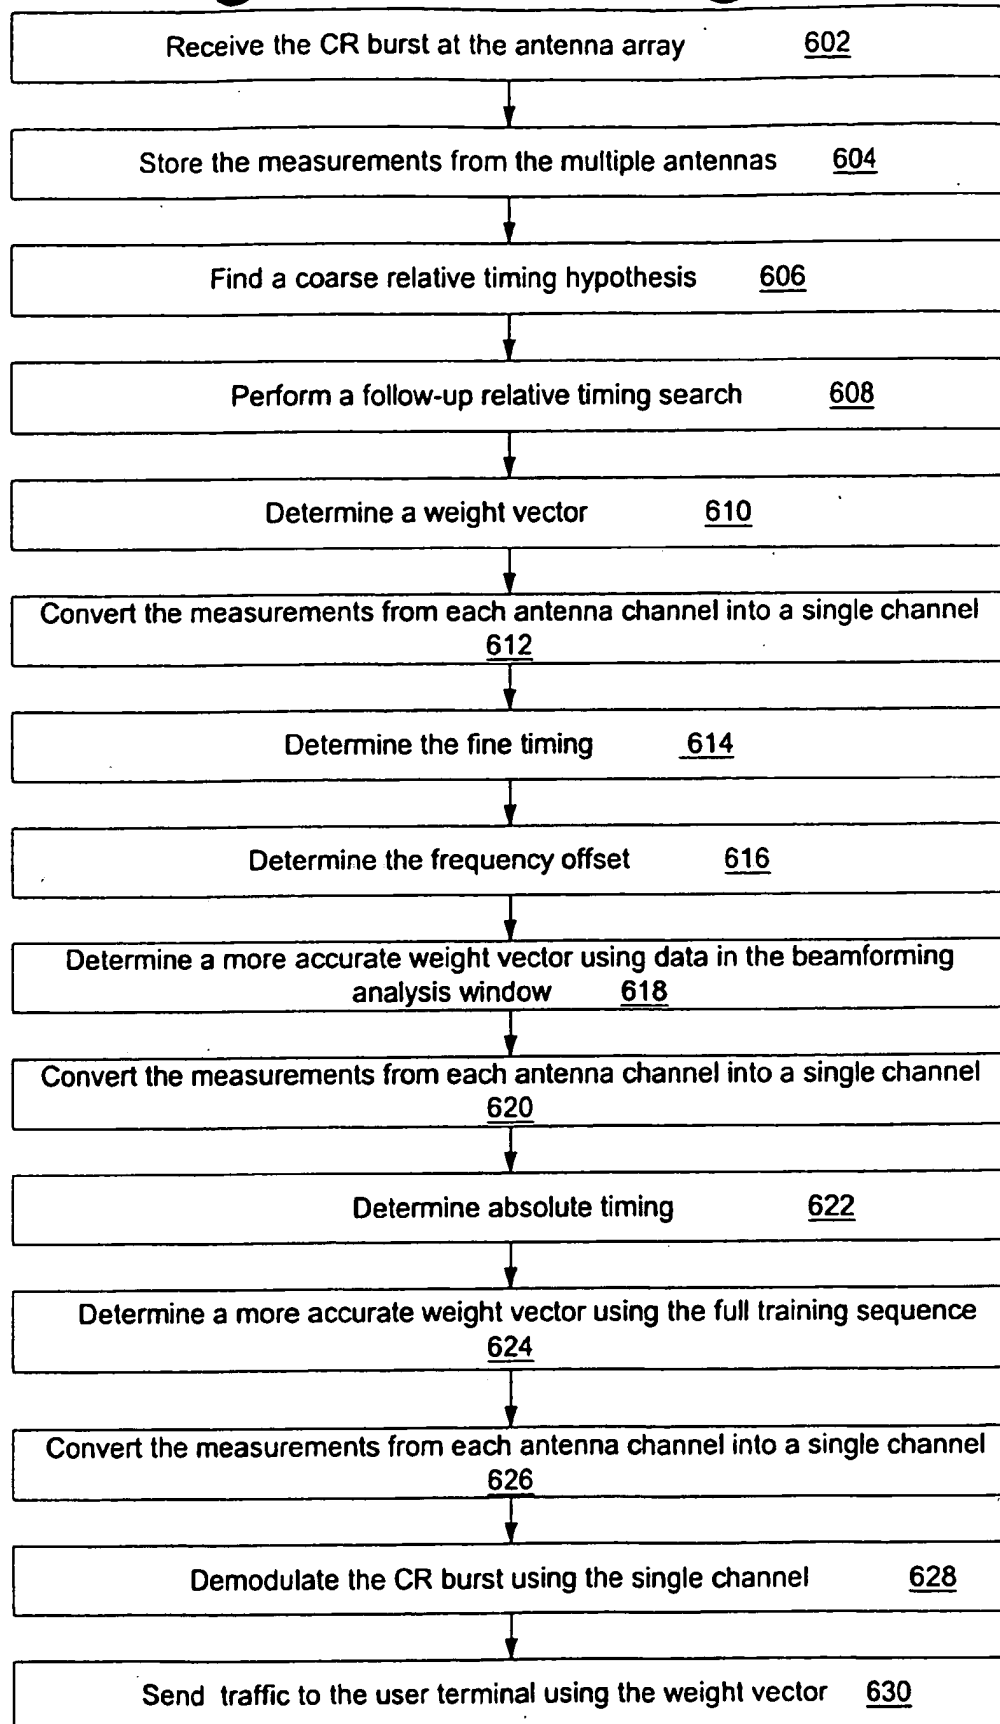 Receive the CR burst at the antenna array 602
Store the measurements from the multiple antennas 604
Find a coarse relative timing hypothesis 606
Perform a follow-up relative timing search 608
Determine a weight vector 610
Convert the measurements from each antenna channel into a single channel
612
Determine the fine timing 614
Determine the frequency offset 616
Determine a more accurate weight vector using data in the beamforming
analysis window 618
Convert the measurements from each antenna channel into a single channel
620
Determine absolute timing 622
Determine a more accurate weight vector using the full training sequence
624
Convert the measurements from each antenna channel into a single channel
626
Demodulate the CR burst using the single channel 628
Send traffic to the user terminal using the weight vector 630